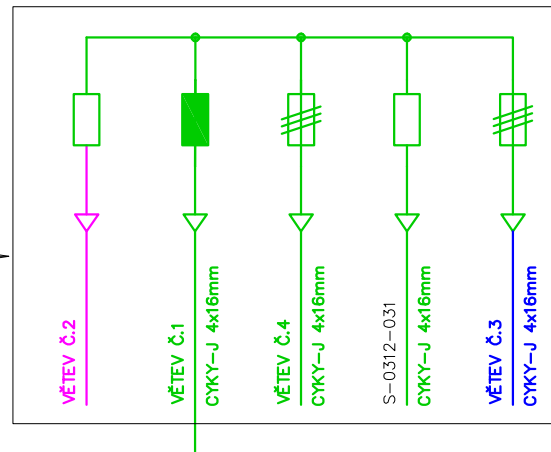 VĚTEV Č.2
VĚTEV Č.1
CYKY-J 4x16mm
VĚTEV Č.4
CYKY-J 4x16mm
S-0312-031
CYKY-J 4x16mm
VĚTEV Č.3
CYKY-J 4x16mm